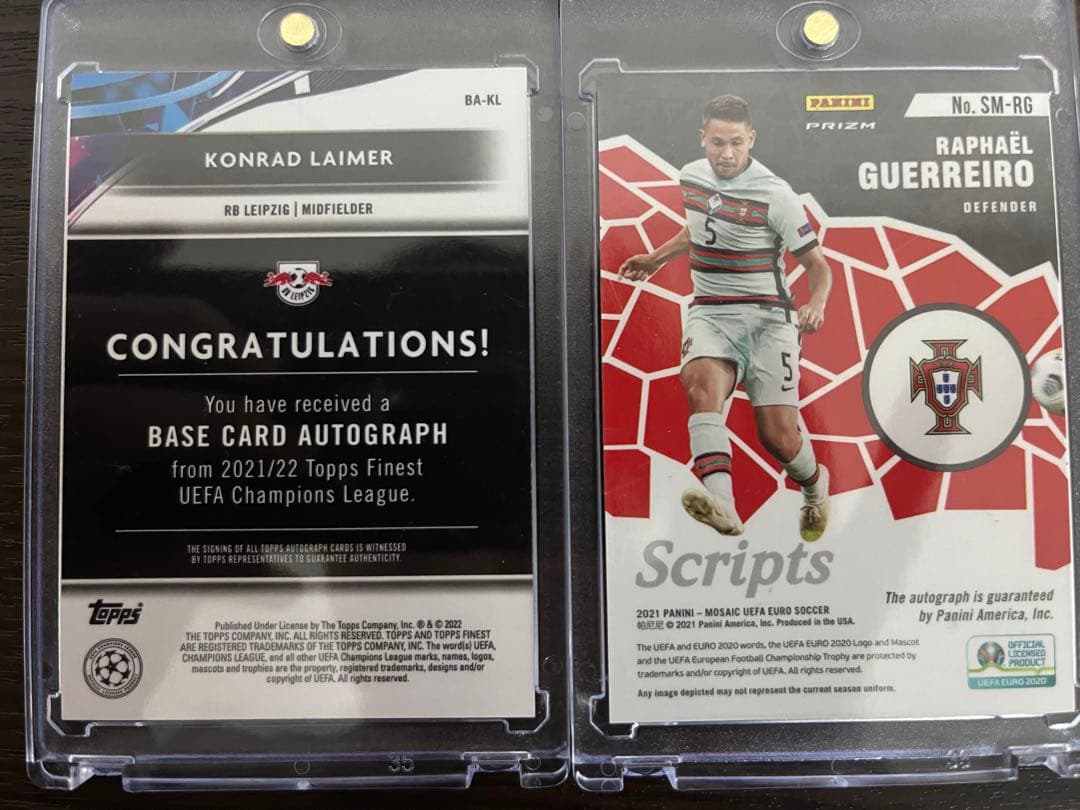 BA-KL
KONRAD LAIMER
RB LEIPZIG | MIDFIELDER
RB LEIPZIG
CONGRATULATIONS!
You have received a
BASE CARD AUTOGRAPH
from 2021/22 Topps Finest
UEFA Champions League.
THE SIGNING OF ALL TOPPS AUTOGRAPH CARDS IS WITNESSED
BY TOPPS REPRESENTATIVES TO GUARANTEE AUTHENTICITY.
Topps
Published Under License by The Topps Company, Inc. ® & © 2022
THE TOPPS COMPANY, INC. ALL RIGHTS RESERVED. TOPPS AND TOPPS FINEST
ARE REGISTERED TRADEMARKS OF THE TOPPS COMPANY, INC. The word(s) UEFA,
CHAMPIONS LEAGUE, and all other UEFA Champions League marks, names, logos,
mascots and trophies are the property, registered trademarks, designs and/or
copyright of UEFA. All rights reserved.
35
PANINI
PRIZM
No. SM-RG
RAPHAËL
GUERREIRO
DEFENDER
5
5
Scripts
The autograph is guaranteed
by Panini America, Inc.
2021 PANINI – MOSAIC UEFA EURO SOCCER
帕尼尼 © 2021 Panini America, Inc. Produced in the USA.
The UEFA and EURO 2020 words, the UEFA EURO 2020 Logo and Mascot
and the UEFA European Football Championship Trophy are protected by
trademarks and/or copyright of UEFA. All rights reserved.
Any image depicted may not represent the current season uniform.
OFFICIAL
LICENSED
PRODUCT
UEFA EURO 2020